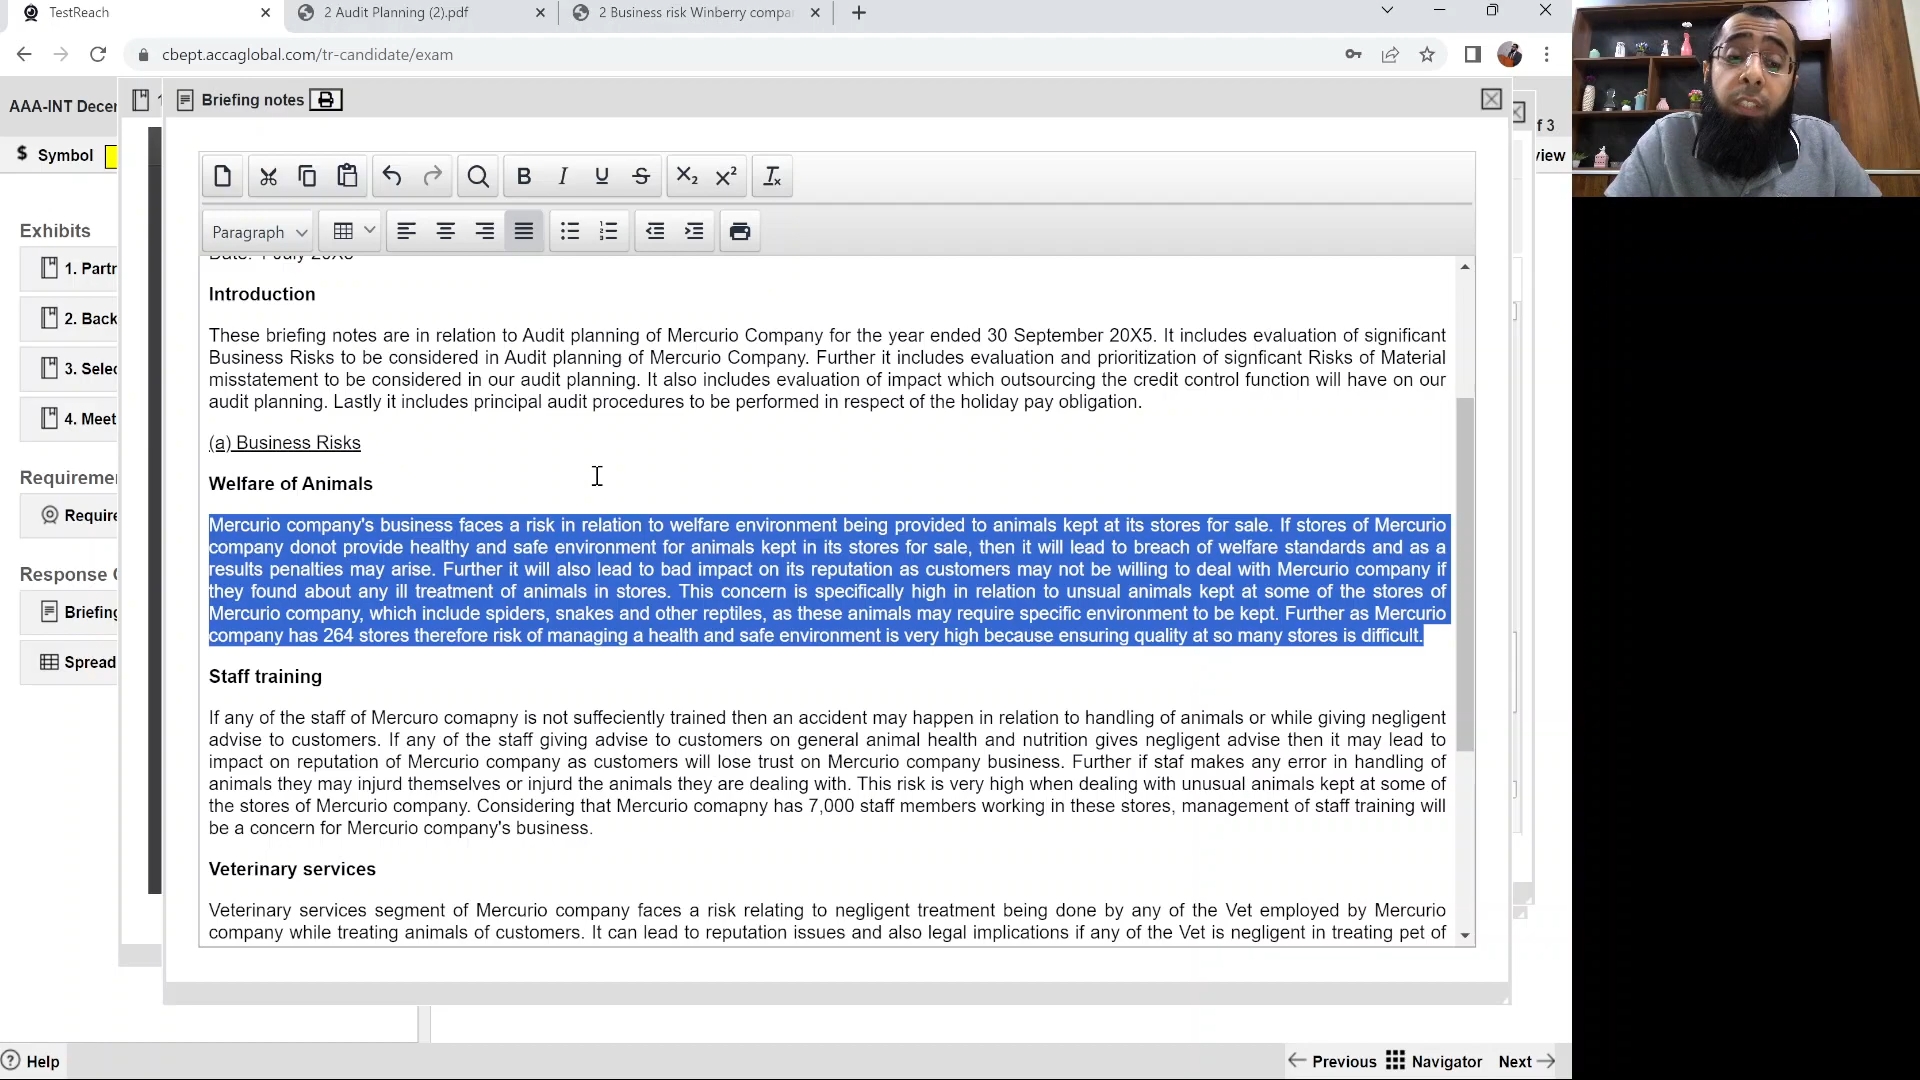 TestReach
2 Audit Planning (2).pdf
2 Business risk Winberry compar
cbept.accaglobal.com/tr-candidate/exam
AAA-INT Decer
Briefing notes
f 3
$ Symbol
view
Paragraph
Exhibits
1. Partr
2. Back
3. Selec
4. Meet
Requiremer
Require
Response C
Briefing
Spread
Introduction
These briefing notes are in relation to Audit planning of Mercurio Company for the year ended 30 September 20X5. It includes evaluation of significant
Business Risks to be considered in Audit planning of Mercurio Company. Further it includes evaluation and prioritization of signficant Risks of Material
misstatement to be considered in our audit planning. It also includes evaluation of impact which outsourcing the credit control function will have on our
audit planning. Lastly it includes principal audit procedures to be performed in respect of the holiday pay obligation.
(a) Business Risks
Welfare of Animals
Mercurio company's business faces a risk in relation to welfare environment being provided to animals kept at its stores for sale. If stores of Mercurio
company donot provide healthy and safe environment for animals kept in its stores for sale, then it will lead to breach of welfare standards and as a
results penalties may arise. Further it will also lead to bad impact on its reputation as customers may not be willing to deal with Mercurio company if
they found about any ill treatment of animals in stores. This concern is specifically high in relation to unsual animals kept at some of the stores of
Mercurio company, which include spiders, snakes and other reptiles, as these animals may require specific environment to be kept. Further as Mercurio
company has 264 stores therefore risk of managing a health and safe environment is very high because ensuring quality at so many stores is difficult.
Staff training
If any of the staff of Mercuro comapny is not suffeciently trained then an accident may happen in relation to handling of animals or while giving negligent
advise to customers. If any of the staff giving advise to customers on general animal health and nutrition gives negligent advise then it may lead to
impact on reputation of Mercurio company as customers will lose trust on Mercurio company business. Further if staf makes any error in handling of
animals they may injurd themselves or injurd the animals they are dealing with. This risk is very high when dealing with unusual animals kept at some of
the stores of Mercurio company. Considering that Mercurio comapny has 7,000 staff members working in these stores, management of staff training will
be a concern for Mercurio company's business.
Veterinary services
Veterinary services segment of Mercurio company faces a risk relating to negligent treatment being done by any of the Vet employed by Mercurio
company while treating animals of customers. It can lead to reputation issues and also legal implications if any of the Vet is negligent in treating pet of
Help
Previous
Navigator
Next